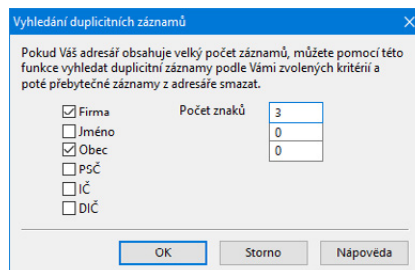 Vyhledání duplicitních záznamů
Pokud Váš adresář obsahuje velký počet záznamů, můžete pomocí této
funkce vyhledat duplicitní záznamy podle Vámi zvolených kritérií a
poté přebytečné záznamy z adresáře smazat.
Firma Počet znaků 3
Jméno 0
Obec 0
PSČ
IČ
DIČ
OK Storno Nápověda